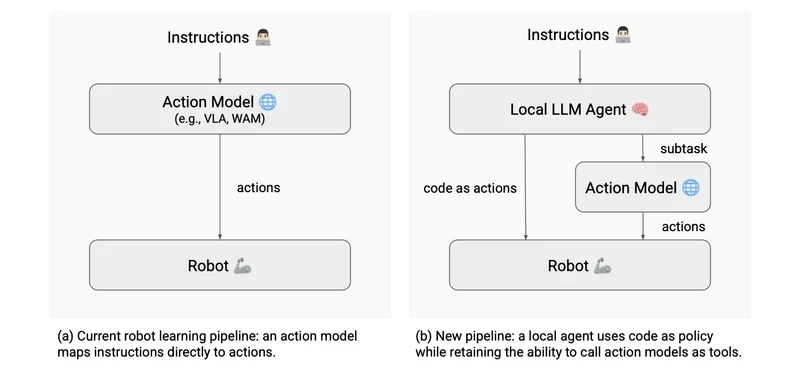 Instructions 👨🏻‍💻
Action Model 🌐
(e.g., VLA, WAM)
actions
Robot 🦾
(a) Current robot learning pipeline: an action model
maps instructions directly to actions.
Instructions 👨🏻‍💻
Local LLM Agent 🧠
subtask
code as actions
Action Model 🌐
actions
Robot 🦾
(b) New pipeline: a local agent uses code as policy
while retaining the ability to call action models as tools.